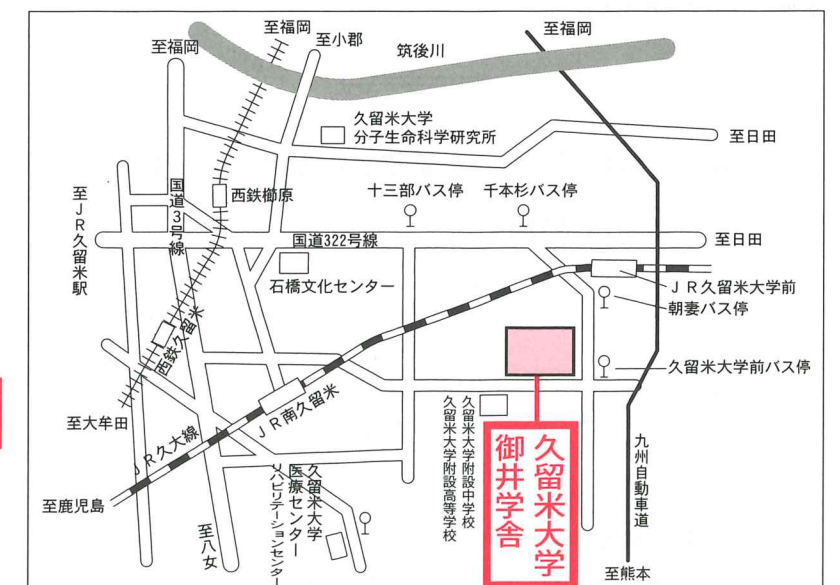 至福岡
至福岡
至小郡
筑後川
至福岡
久留米大学
分子生命科学研究所
至日田
西鉄櫛原
国道3号線
至JR久留米駅
十三部バス停
千本杉バス停
国道322号線
至日田
石橋文化センター
JR久留米大学前
朝妻バス停
西鉄久留米
久留米大学前バス停
至大牟田
JR久大線
JR南久留米
久留米大学附設中学校
久留米大学附設高等学校
久留米大学
御井学舎
九州自動車道
至鹿児島
至八女
久留米大学
医療センター
リハビリテーションセンター
至熊本